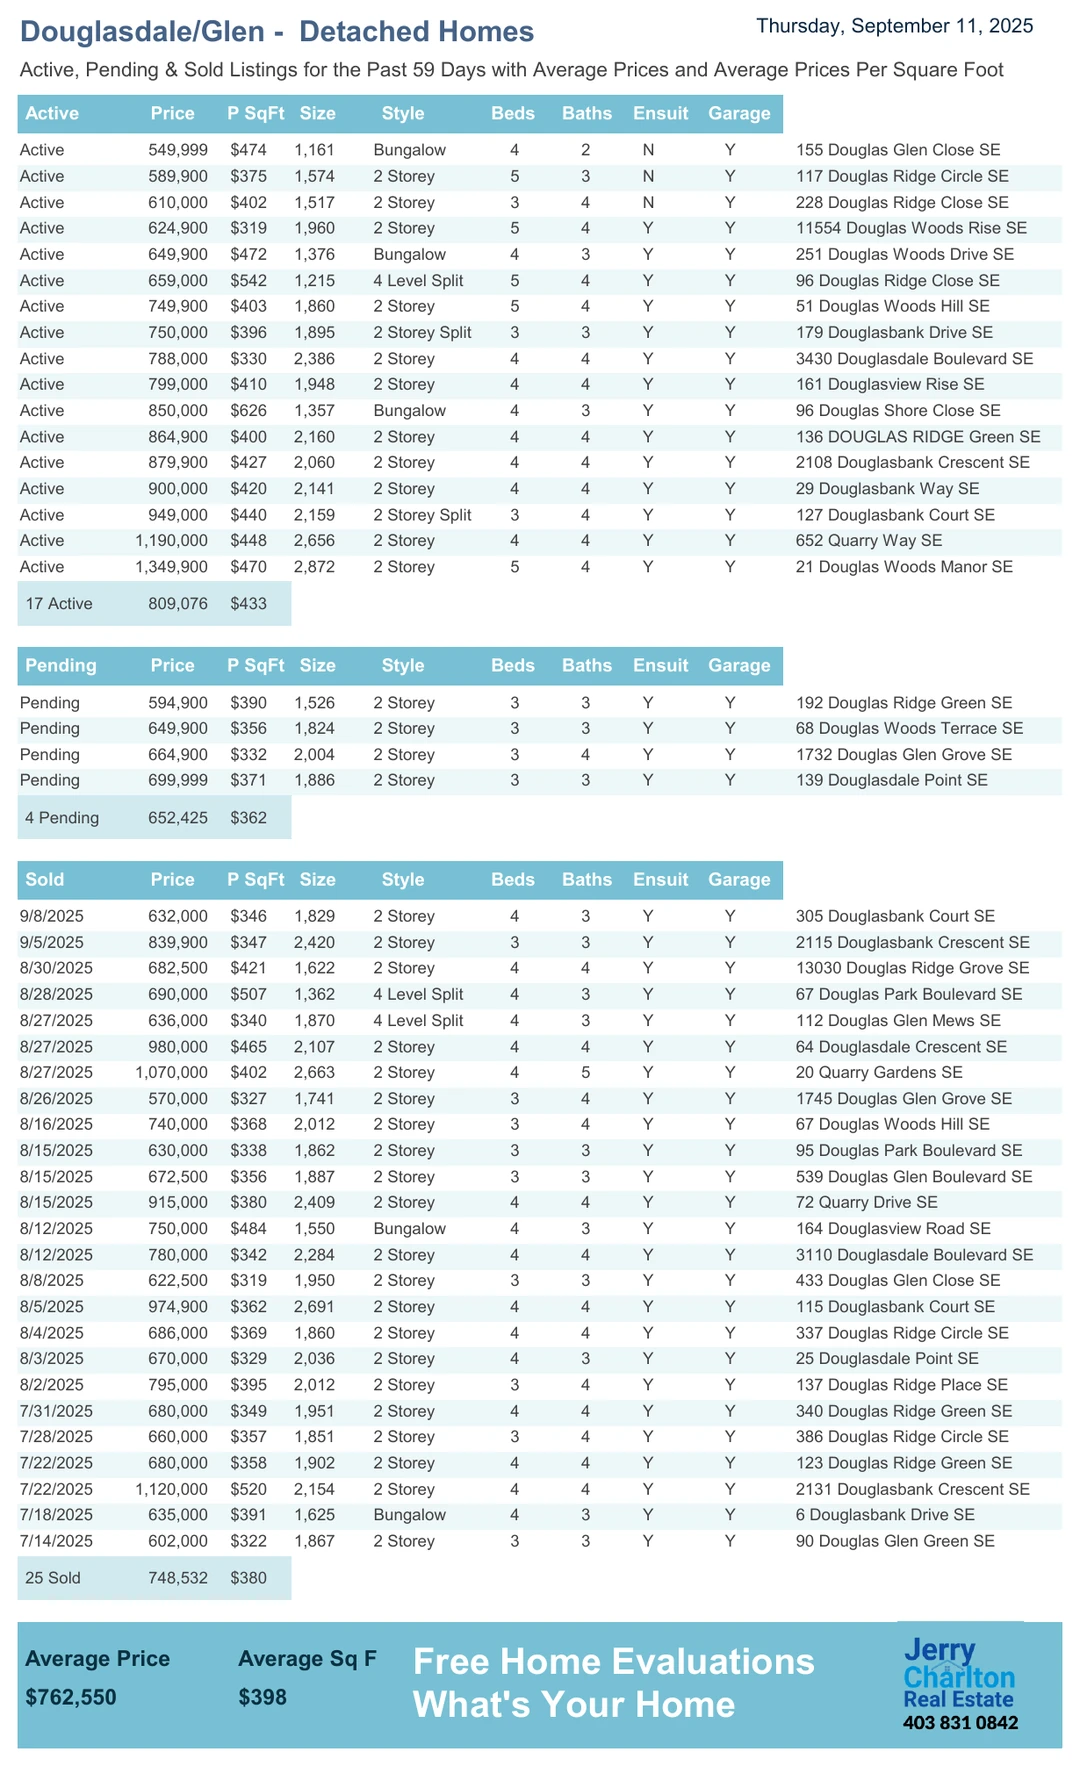 Douglasdale/Glen -  Detached Homes
Thursday, September 11, 2025
Active, Pending & Sold Listings for the Past 59 Days with Average Prices and Average Prices Per Square Foot
Active Price P SqFt Size Style Beds Baths Ensuit Garage
Active 549,999 $474 1,161 Bungalow 4 2 N Y 155 Douglas Glen Close SE
Active 589,900 $375 1,574 2 Storey 5 3 N Y 117 Douglas Ridge Circle SE
Active 610,000 $402 1,517 2 Storey 3 4 N Y 228 Douglas Ridge Close SE
Active 624,900 $319 1,960 2 Storey 5 4 Y Y 11554 Douglas Woods Rise SE
Active 649,900 $472 1,376 Bungalow 4 3 Y Y 251 Douglas Woods Drive SE
Active 659,000 $542 1,215 4 Level Split 5 4 Y Y 96 Douglas Ridge Close SE
Active 749,900 $403 1,860 2 Storey 5 4 Y Y 51 Douglas Woods Hill SE
Active 750,000 $396 1,895 2 Storey Split 3 3 Y Y 179 Douglasbank Drive SE
Active 788,000 $330 2,386 2 Storey 4 4 Y Y 3430 Douglasdale Boulevard SE
Active 799,000 $410 1,948 2 Storey 4 4 Y Y 161 Douglasview Rise SE
Active 850,000 $626 1,357 Bungalow 4 3 Y Y 96 Douglas Shore Close SE
Active 864,900 $400 2,160 2 Storey 4 4 Y Y 136 DOUGLAS RIDGE Green SE
Active 879,900 $427 2,060 2 Storey 4 4 Y Y 2108 Douglasbank Crescent SE
Active 900,000 $420 2,141 2 Storey 4 4 Y Y 29 Douglasbank Way SE
Active 949,000 $440 2,159 2 Storey Split 3 4 Y Y 127 Douglasbank Court SE
Active 1,190,000 $448 2,656 2 Storey 4 4 Y Y 652 Quarry Way SE
Active 1,349,900 $470 2,872 2 Storey 5 4 Y Y 21 Douglas Woods Manor SE
17 Active 809,076 $433
Pending Price P SqFt Size Style Beds Baths Ensuit Garage
Pending 594,900 $390 1,526 2 Storey 3 3 Y Y 192 Douglas Ridge Green SE
Pending 649,900 $356 1,824 2 Storey 3 3 Y Y 68 Douglas Woods Terrace SE
Pending 664,900 $332 2,004 2 Storey 3 4 Y Y 1732 Douglas Glen Grove SE
Pending 699,999 $371 1,886 2 Storey 3 3 Y Y 139 Douglasdale Point SE
4 Pending 652,425 $362
Sold Price P SqFt Size Style Beds Baths Ensuit Garage
9/8/2025 632,000 $346 1,829 2 Storey 4 3 Y Y 305 Douglasbank Court SE
9/5/2025 839,900 $347 2,420 2 Storey 3 3 Y Y 2115 Douglasbank Crescent SE
8/30/2025 682,500 $421 1,622 2 Storey 4 4 Y Y 13030 Douglas Ridge Grove SE
8/28/2025 690,000 $507 1,362 4 Level Split 4 3 Y Y 67 Douglas Park Boulevard SE
8/27/2025 636,000 $340 1,870 4 Level Split 4 3 Y Y 112 Douglas Glen Mews SE
8/27/2025 980,000 $465 2,107 2 Storey 4 4 Y Y 64 Douglasdale Crescent SE
8/27/2025 1,070,000 $402 2,663 2 Storey 4 5 Y Y 20 Quarry Gardens SE
8/26/2025 570,000 $327 1,741 2 Storey 3 4 Y Y 1745 Douglas Glen Grove SE
8/16/2025 740,000 $368 2,012 2 Storey 3 4 Y Y 67 Douglas Woods Hill SE
8/15/2025 630,000 $338 1,862 2 Storey 3 3 Y Y 95 Douglas Park Boulevard SE
8/15/2025 672,500 $356 1,887 2 Storey 3 3 Y Y 539 Douglas Glen Boulevard SE
8/15/2025 915,000 $380 2,409 2 Storey 4 4 Y Y 72 Quarry Drive SE
8/12/2025 750,000 $484 1,550 Bungalow 4 3 Y Y 164 Douglasview Road SE
8/12/2025 780,000 $342 2,284 2 Storey 4 4 Y Y 3110 Douglasdale Boulevard SE
8/8/2025 622,500 $319 1,950 2 Storey 3 3 Y Y 433 Douglas Glen Close SE
8/5/2025 974,900 $362 2,691 2 Storey 4 4 Y Y 115 Douglasbank Court SE
8/4/2025 686,000 $369 1,860 2 Storey 4 4 Y Y 337 Douglas Ridge Circle SE
8/3/2025 670,000 $329 2,036 2 Storey 4 3 Y Y 25 Douglasdale Point SE
8/2/2025 795,000 $395 2,012 2 Storey 3 4 Y Y 137 Douglas Ridge Place SE
7/31/2025 680,000 $349 1,951 2 Storey 4 4 Y Y 340 Douglas Ridge Green SE
7/28/2025 660,000 $357 1,851 2 Storey 3 4 Y Y 386 Douglas Ridge Circle SE
7/22/2025 680,000 $358 1,902 2 Storey 4 4 Y Y 123 Douglas Ridge Green SE
7/22/2025 1,120,000 $520 2,154 2 Storey 4 4 Y Y 2131 Douglasbank Crescent SE
7/18/2025 635,000 $391 1,625 Bungalow 4 3 Y Y 6 Douglasbank Drive SE
7/14/2025 602,000 $322 1,867 2 Storey 3 3 Y Y 90 Douglas Glen Green SE
25 Sold 748,532 $380
Average Price Average Sq F
$762,550 $398
Free Home Evaluations
What's Your Home
Jerry
Charlton
Real Estate
403 831 0842